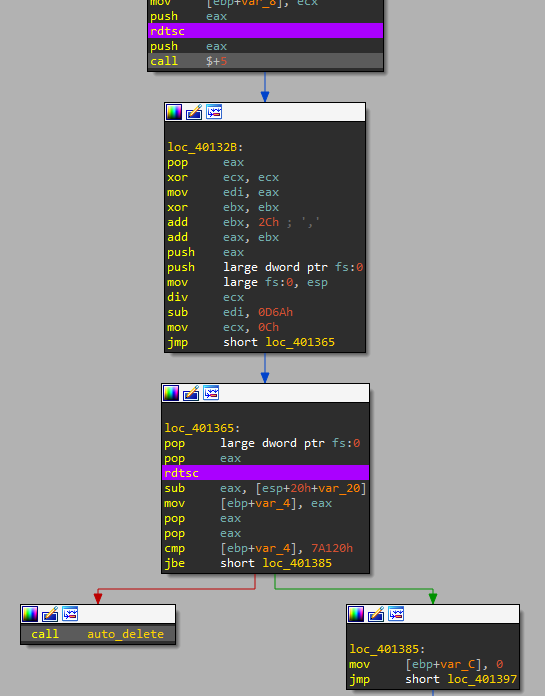 mov [ebp+var_8], ecx
push eax
rdtsc
push eax
call $+5
loc_40132B:
pop eax
xor ecx, ecx
mov edi, eax
xor ebx, ebx
add ebx, 2Ch ; ','
add eax, ebx
push eax
push large dword ptr fs:0
mov large fs:0, esp
div ecx
sub edi, 0D6Ah
mov ecx, 0Ch
jmp short loc_401365
loc_401365:
pop large dword ptr fs:0
pop eax
rdtsc
sub eax, [esp+20h+var_20]
mov [ebp+var_4], eax
pop eax
pop eax
cmp [ebp+var_4], 7A120h
jbe short loc_401385
call auto_delete
loc_401385:
mov [ebp+var_C], 0
jmp short loc_401397